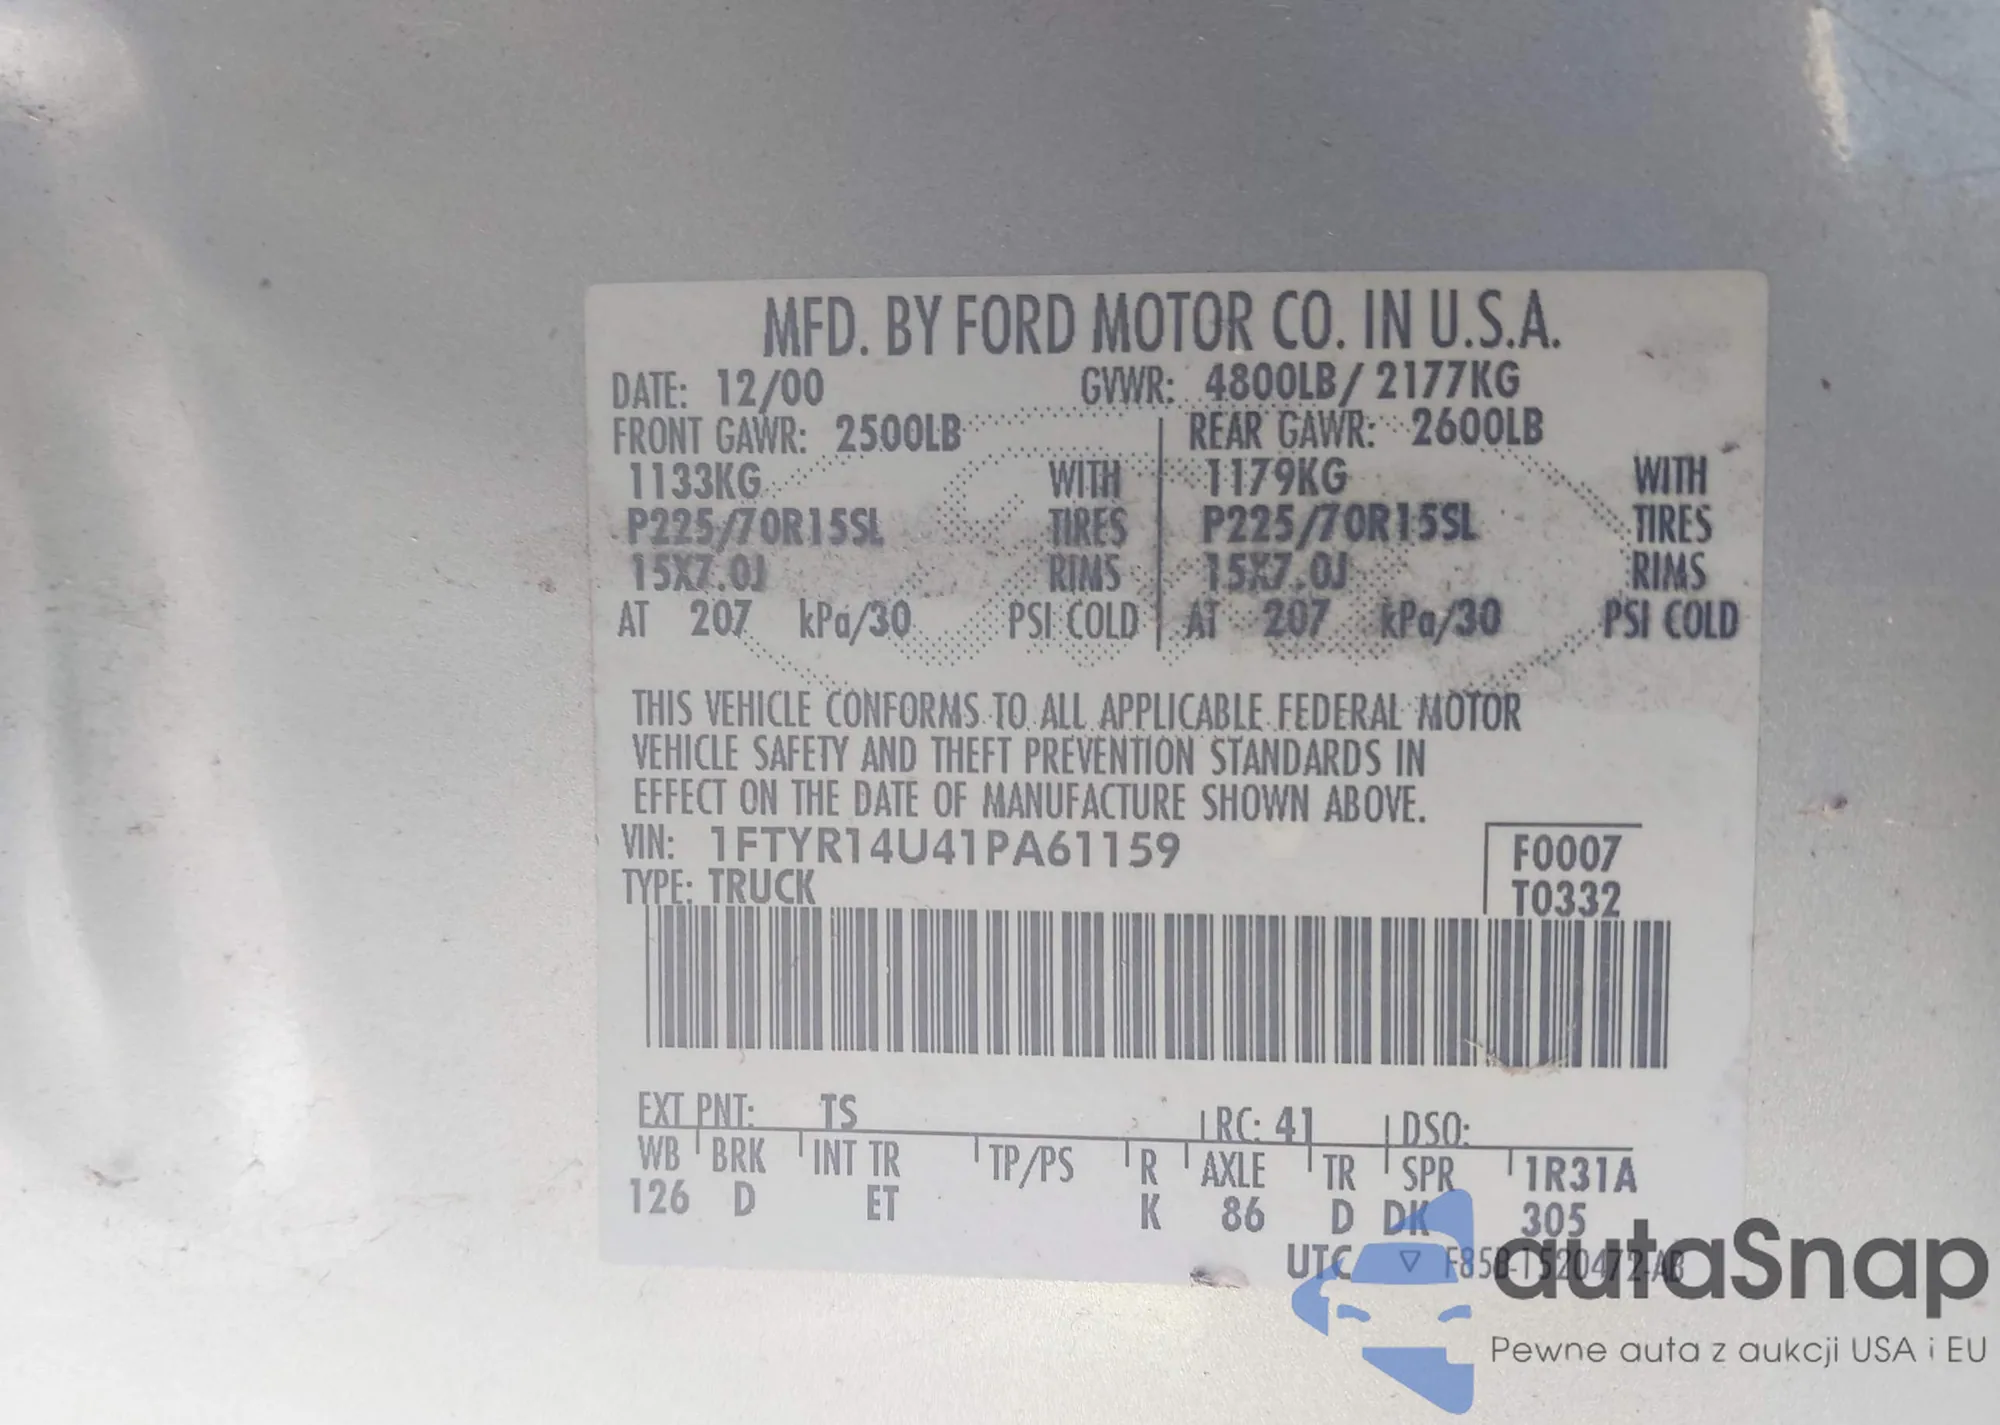 MFD. BY FORD MOTOR CO. IN U.S.A.
DATE: 12/00 GVWR: 4800LB/ 2177KG
FRONT GAWR: 2500LB REAR GAWR: 2600LB
1133KG WITH 1179KG WITH
P225/70R15SL TIRES P225/70R15SL TIRES
15X7.0J RIMS 15X7.0J RIMS
AT 207 kPa/30 PSI COLD AT 207 kPa/30 PSI COLD
THIS VEHICLE CONFORMS TO ALL APPLICABLE FEDERAL MOTOR
VEHICLE SAFETY AND THEFT PREVENTION STANDARDS IN
EFFECT ON THE DATE OF MANUFACTURE SHOWN ABOVE.
VIN: 1FTYR14U41PA61159 F0007
TYPE: TRUCK T0332
EXT PNT: TS RC: 41 DSO:
WB BRK INT TR TP/PS R AXLE TR SPR 1R31A
126 D ET K 86 D DK 305
UTC ▽ F85B-1520472-AB
autaSnap
Pewne auta z aukcji USA i EU